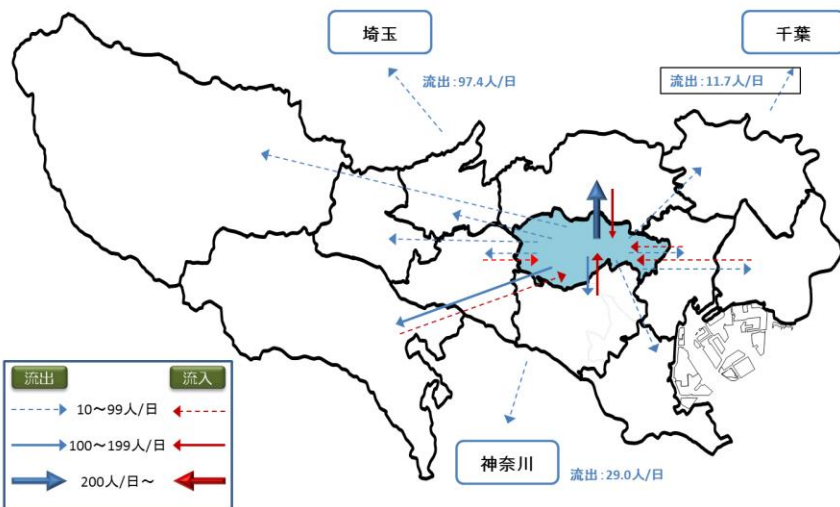 埼玉
千葉
流出：97.4人/日
流出：11.7人/日
流出
流入
10～99人/日
100～199人/日
200人/日～
神奈川
流出：29.0人/日